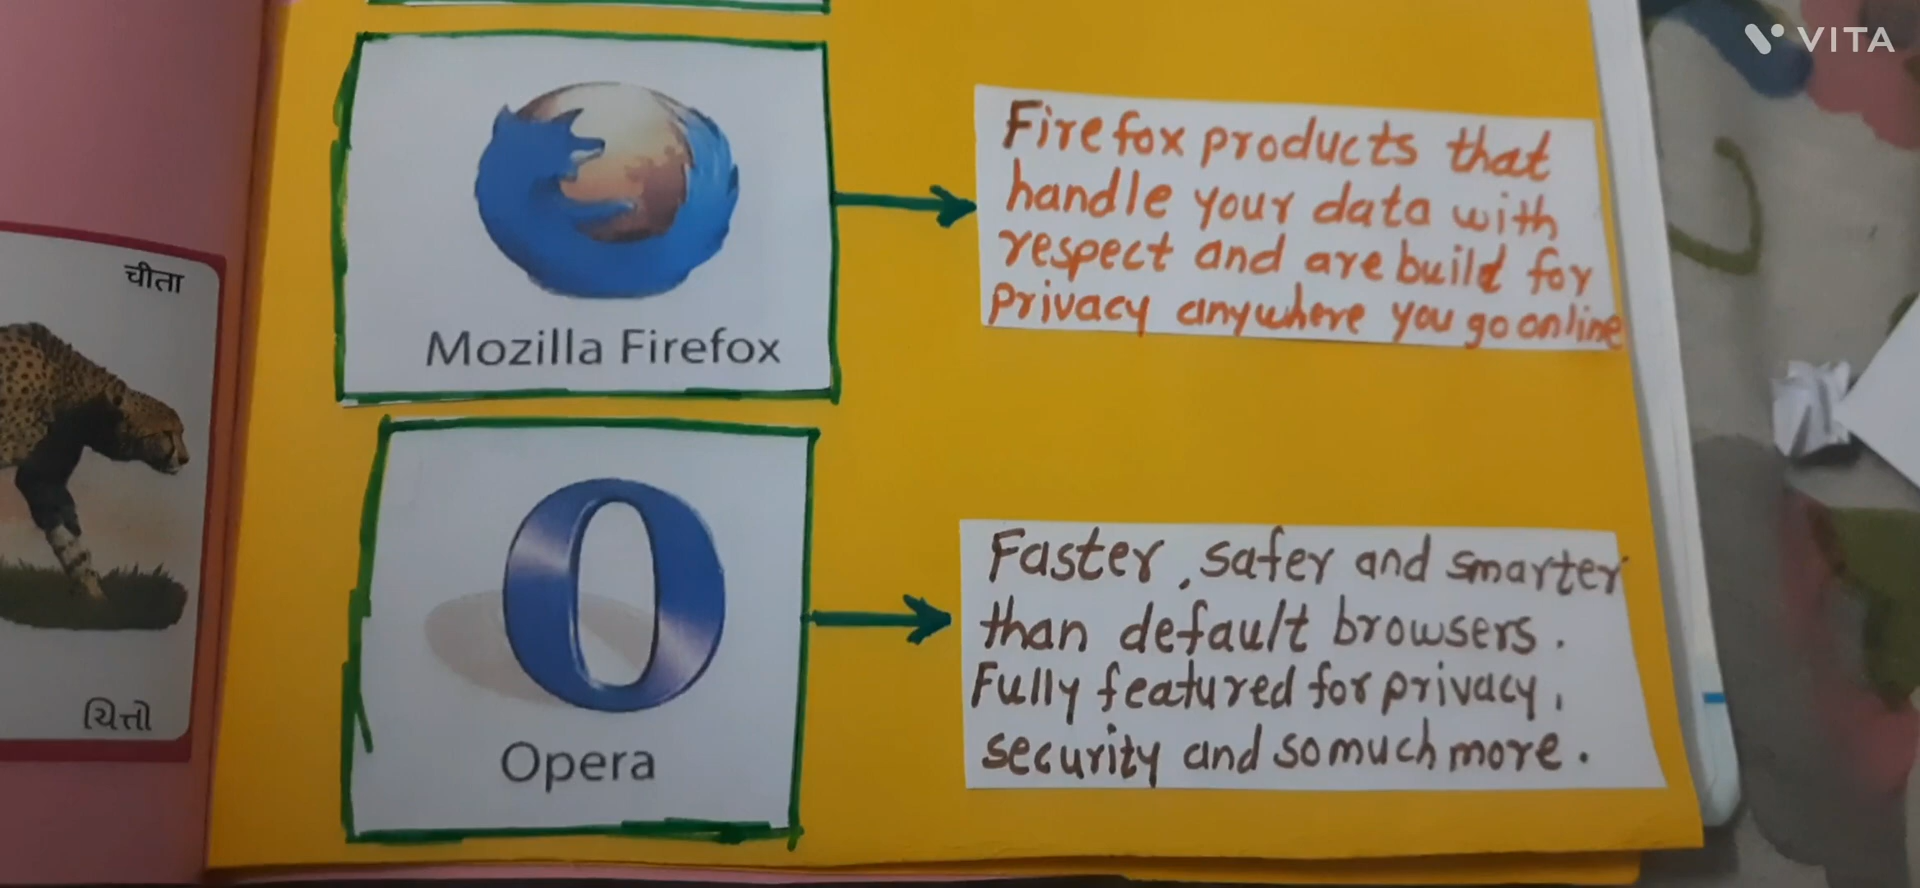 VITA
चीता
ચિત્તો
Mozilla Firefox
Firefox products that
handle your data with
respect and are build for
privacy anywhere you go online
Opera
Faster, safer and smarter
than default browsers.
Fully featured for privacy,
security and so much more.